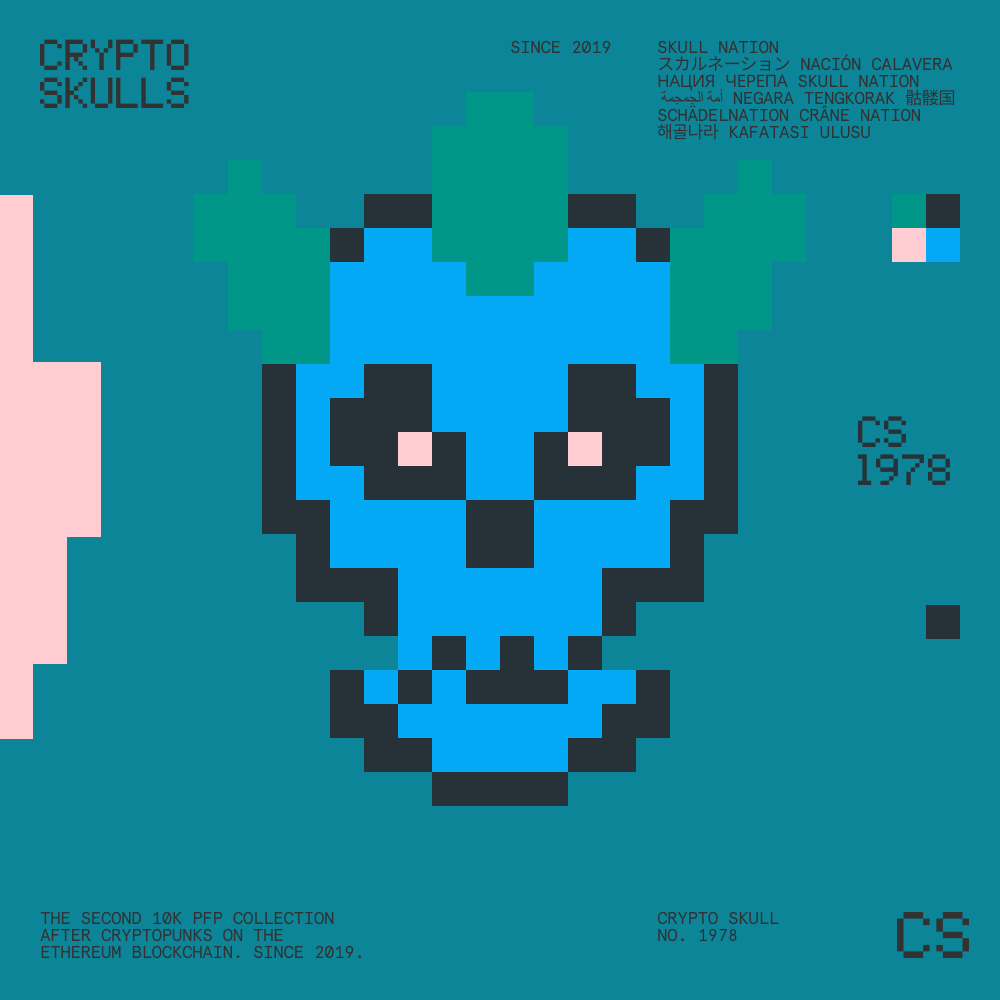 CRYPTO
SKULLS
SINCE 2019
SKULL NATION
スカルネーション NACIÓN CALAVERA
НАЦИЯ ЧЕРЕПА SKULL NATION
أمة الجمجمة NEGARA TENGKORAK 骷髅国
SCHÄDELNATION CRÂNE NATION
해골나라 KAFATASI ULUSU
CS
1978
THE SECOND 10K PFP COLLECTION
AFTER CRYPTOPUNKS ON THE
ETHEREUM BLOCKCHAIN. SINCE 2019.
CRYPTO SKULL
NO. 1978
CS